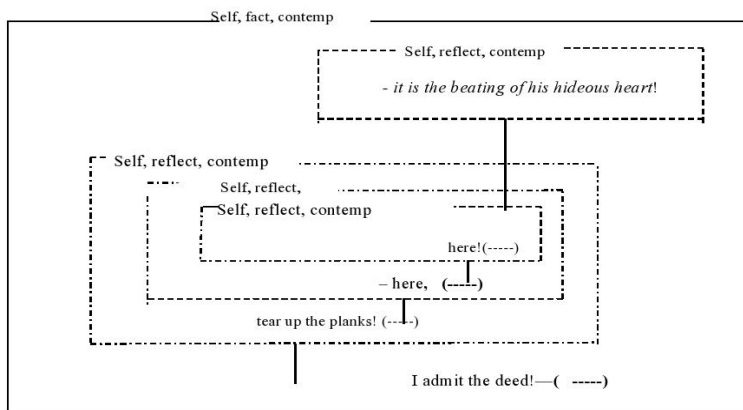 Self, fact, contemp
Self, reflect, contemp
- it is the beating of his hideous heart!
Self, reflect, contemp
Self, reflect,
Self, reflect, contemp
here!(-----)
– here, (-----)
tear up the planks! (-----)
I admit the deed!—( -----)